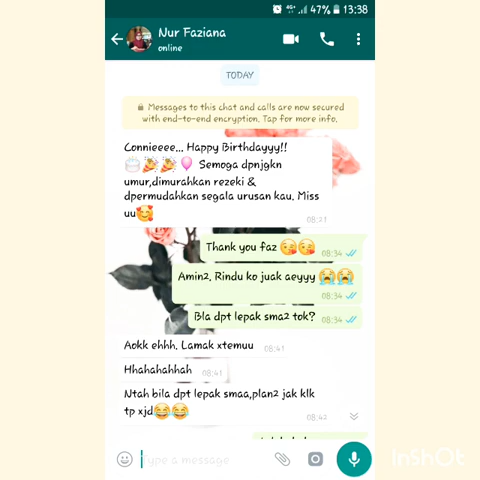 47% 13:38
Nur Faziana
online
TODAY
Messages to this chat and calls are now secured
with end-to-end encryption. Tap for more info.
Connieeee... Happy Birthdayyy!!
Semoga dpnjgkn
umur,dimurahkan rezeki &
dpermudahkan segala urusan kau. Miss
uu
08:21
Thank you faz 08:34
Amin2. Rindu ko juak aeyyy
08:34
Bla dpt lepak sma2 tok? 08:34
Aokk ehhh. Lamak xtemuu 08:41
Hhahahahhah 08:41
Ntah bila dpt lepak smaa,plan2 jak klk
tp xjd 08:42
Type a message
InShOt